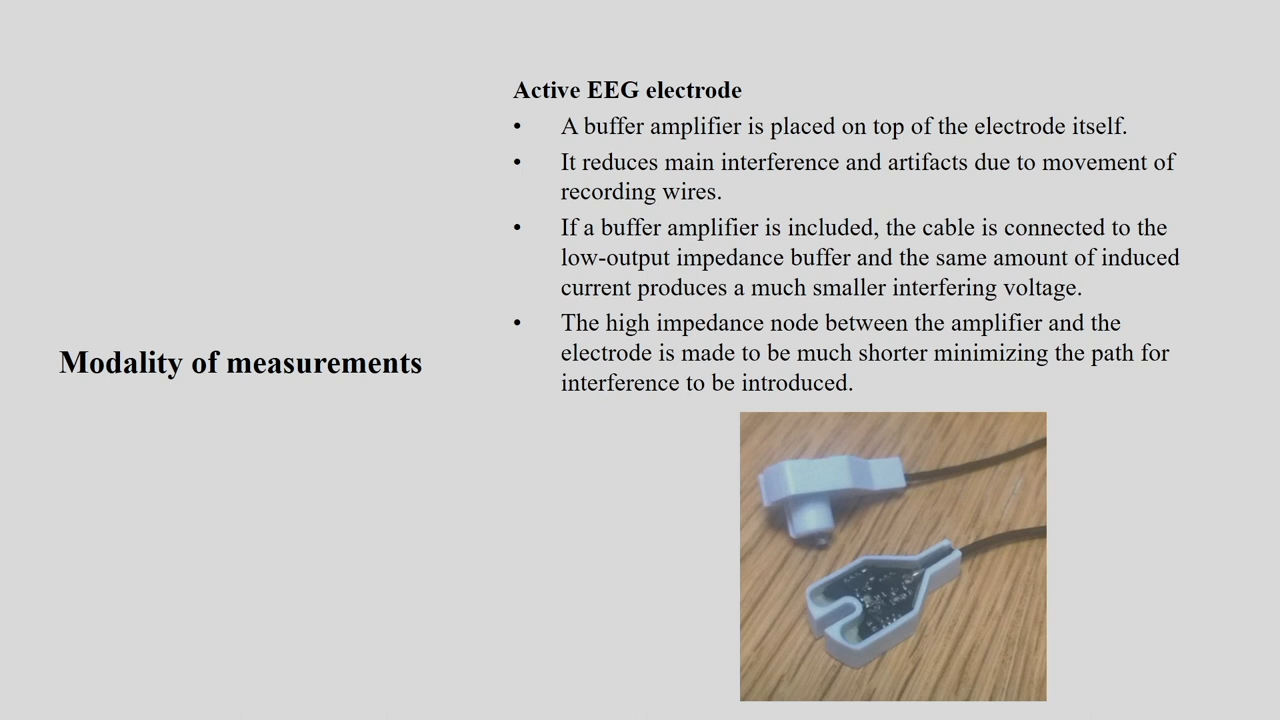 Modality of measurements
Active EEG electrode
• A buffer amplifier is placed on top of the electrode itself.
• It reduces main interference and artifacts due to movement of
recording wires.
• If a buffer amplifier is included, the cable is connected to the
low-output impedance buffer and the same amount of induced
current produces a much smaller interfering voltage.
• The high impedance node between the amplifier and the
electrode is made to be much shorter minimizing the path for
interference to be introduced.